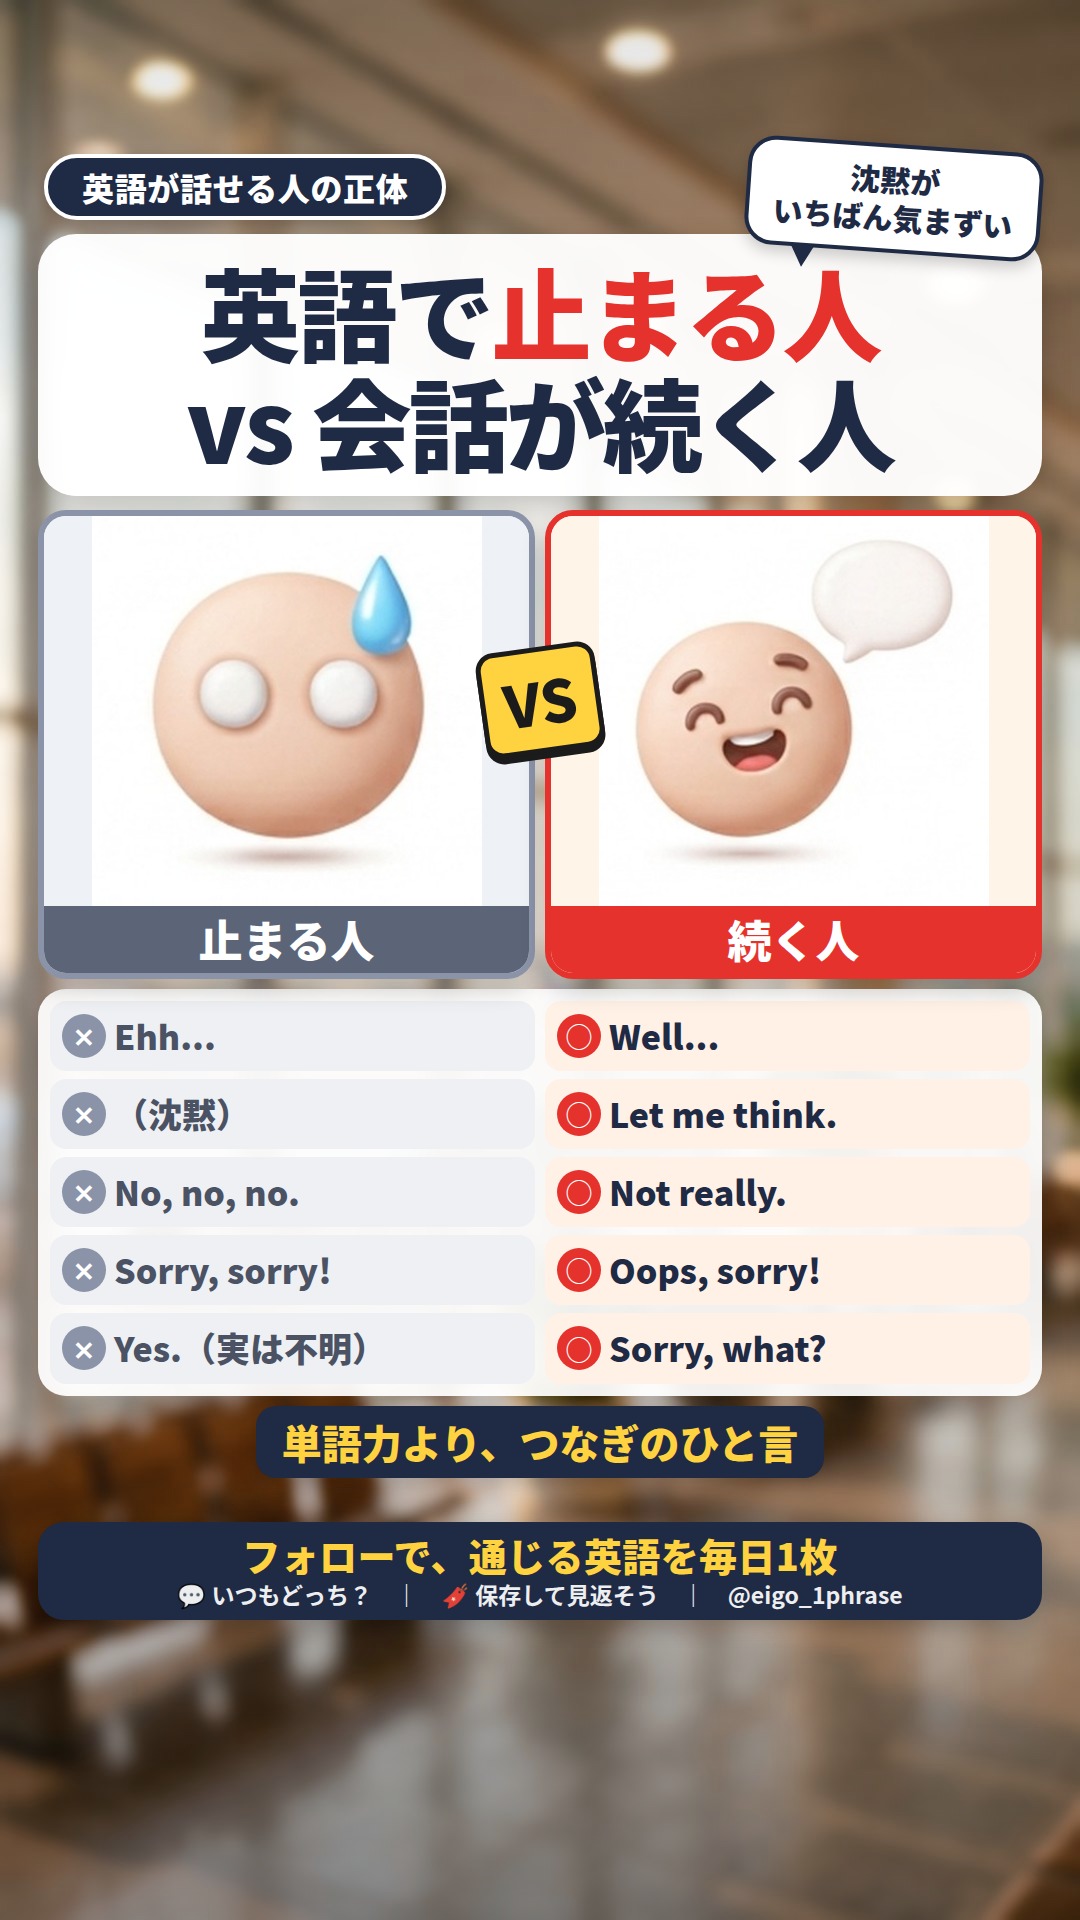 英語が話せる人の正体
沈黙が
いちばん気まずい
英語で止まる人
vs 会話が続く人
VS
止まる人
続く人
× Ehh...
○ Well...
× （沈黙）
○ Let me think.
× No, no, no.
○ Not really.
× Sorry, sorry!
○ Oops, sorry!
× Yes.（実は不明）
○ Sorry, what?
単語力より、つなぎのひと言
フォローで、通じる英語を毎日1枚
💬 いつもどっち？ ｜ 🔖 保存して見返そう ｜ @eigo_1phrase